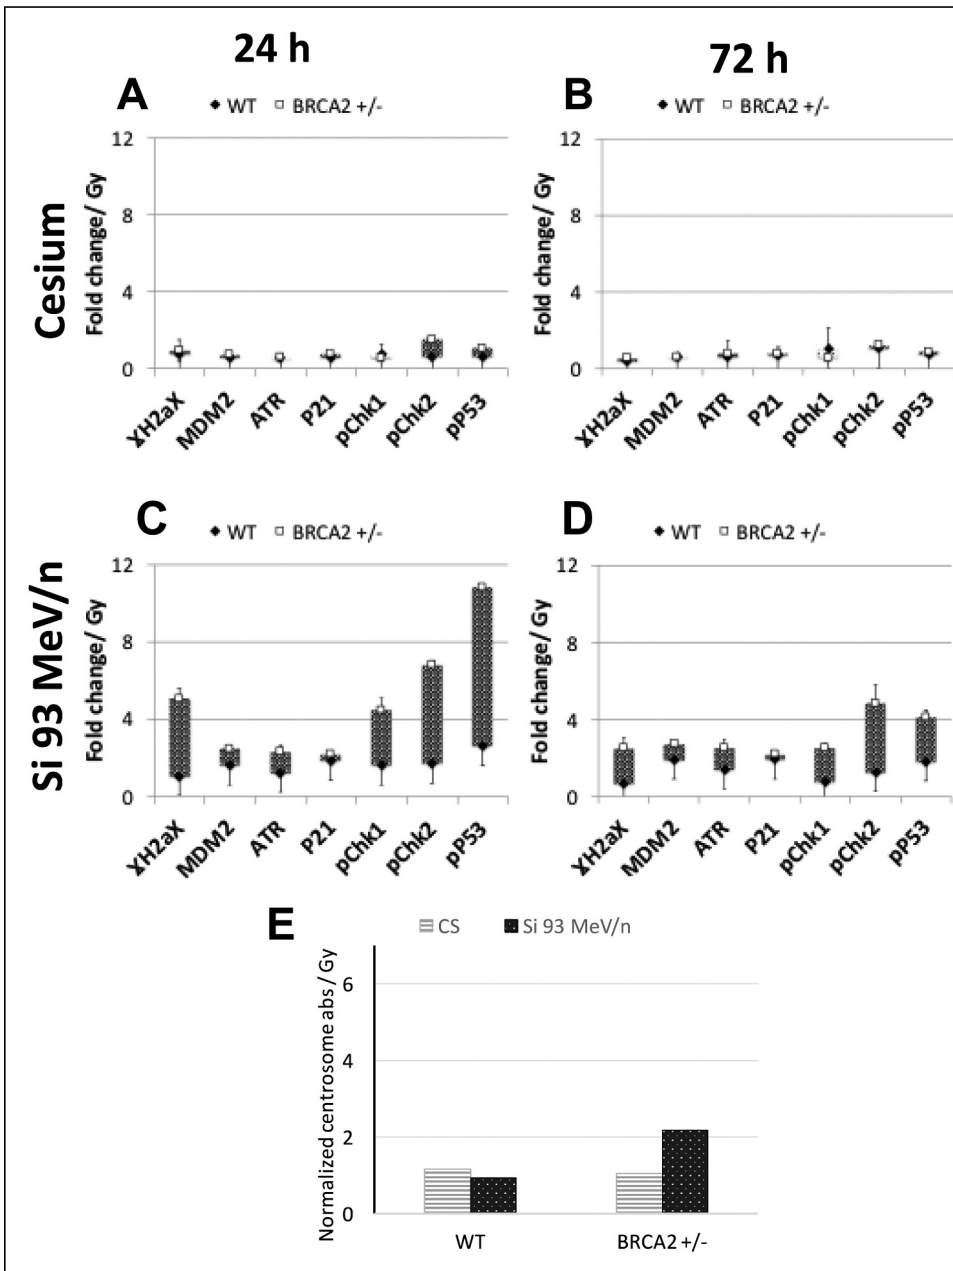 24 h
72 h
A
B
WT BRCA2 +/-
WT BRCA2 +/-
Cesium
Fold change/ Gy
12
8
4
0
ɣH2aX MDM2 ATR P21 pChk1 pChk2 pP53
Fold change/ Gy
12
8
4
0
ɣH2aX MDM2 ATR P21 pChk1 pChk2 pP53
C
D
WT BRCA2 +/-
WT BRCA2 +/-
Si 93 MeV/n
Fold change/ Gy
12
8
4
0
ɣH2aX MDM2 ATR P21 pChk1 pChk2 pP53
Fold change/ Gy
12
8
4
0
ɣH2aX MDM2 ATR P21 pChk1 pChk2 pP53
E
CS Si 93 MeV/n
Normalized centrosome abs / Gy
6
4
2
0
WT BRCA2 +/-